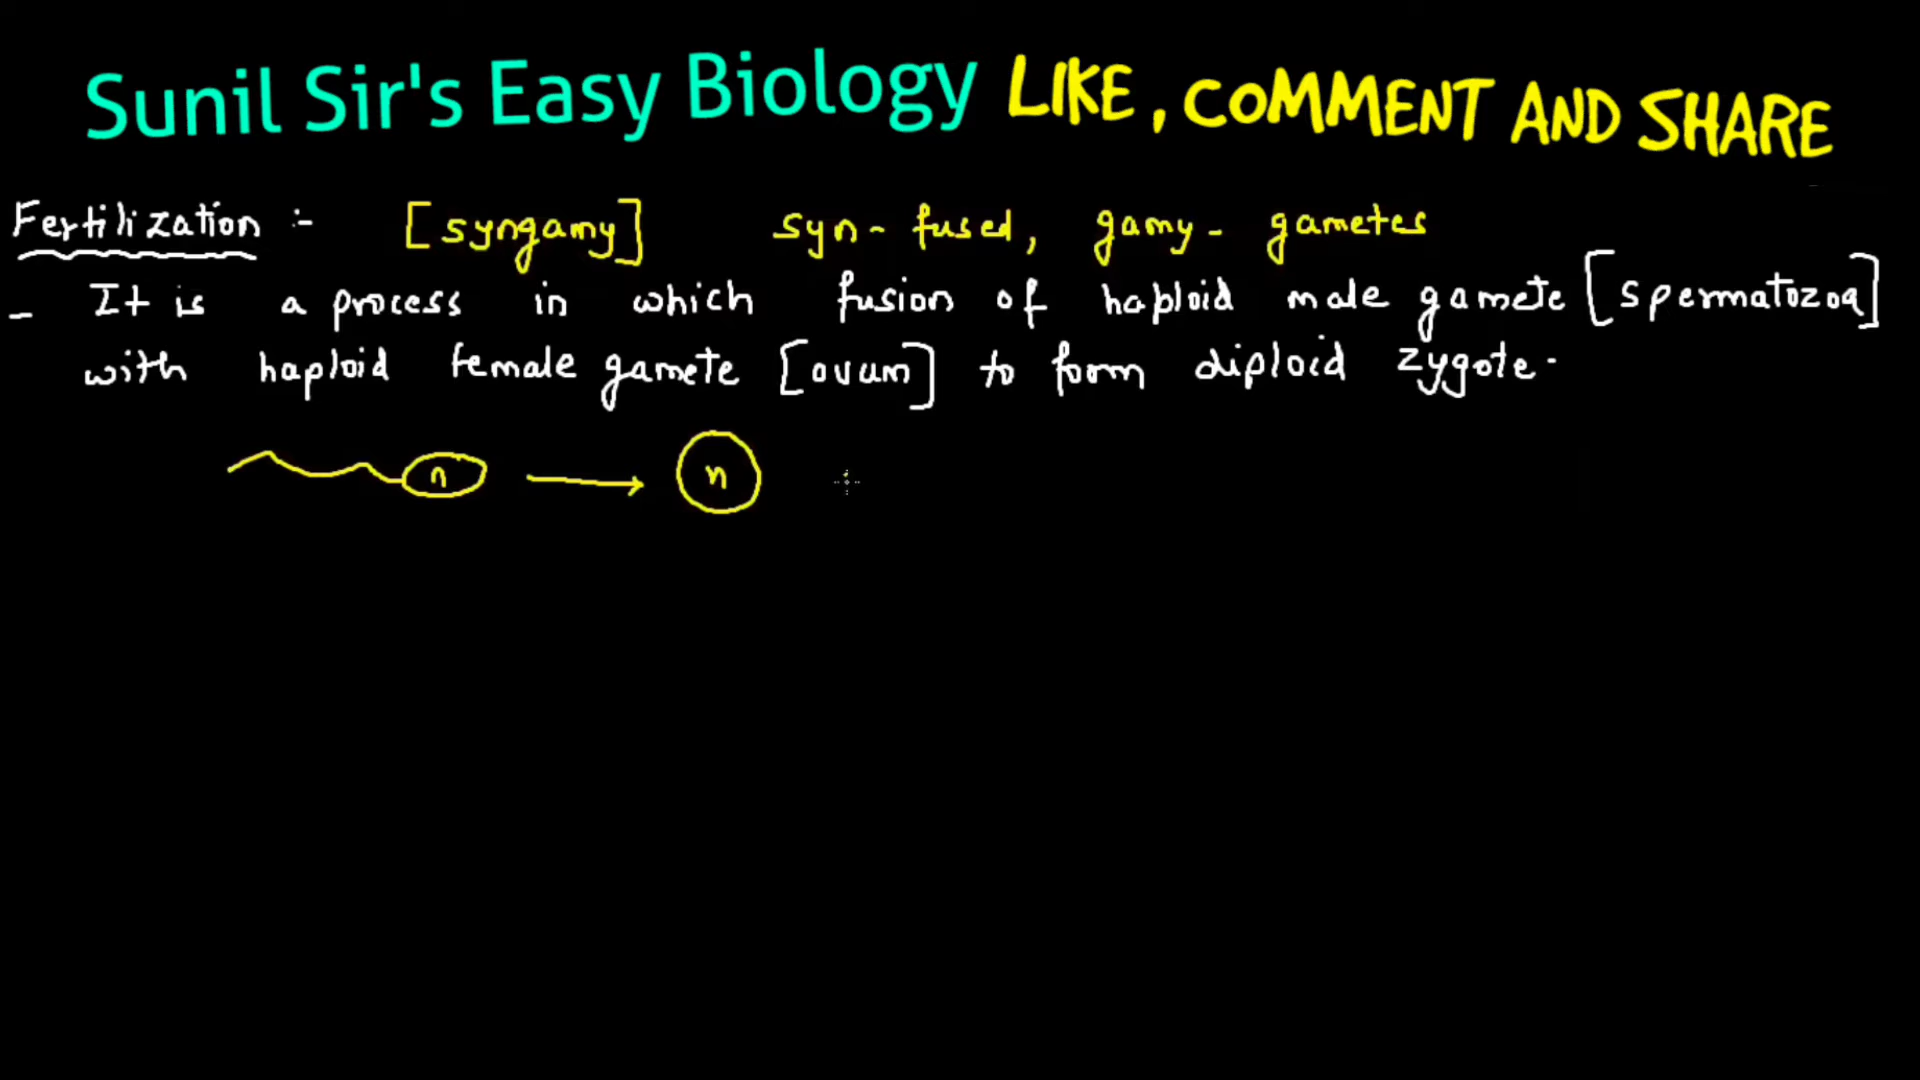 Sunil Sir's Easy Biology LIKE, COMMENT AND SHARE
Fertilization :- [syngamy] syn - fused, gamy - gametes
- It is a process in which fusion of haploid male gamete [spermatozoa]
with haploid female gamete [ovum] to form diploid zygote.
n → n